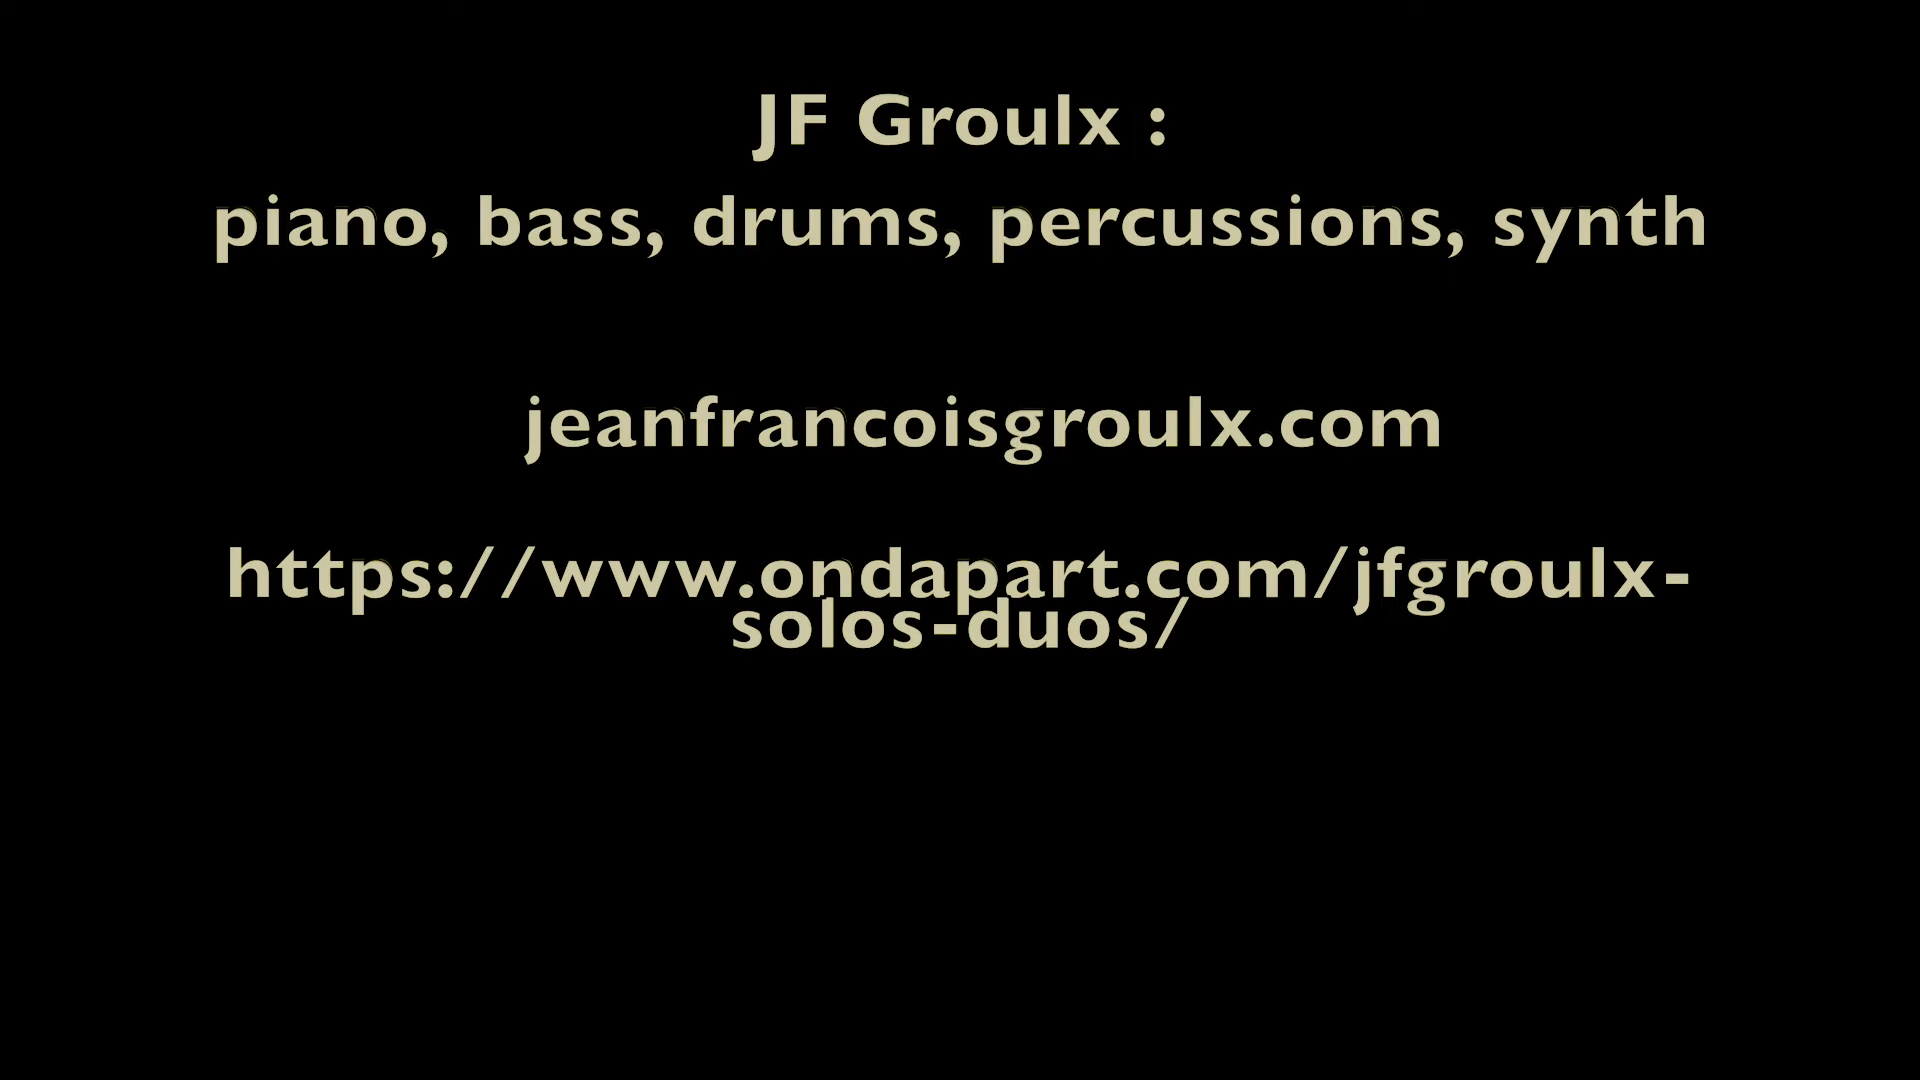 JF Groulx :
piano, bass, drums, percussions, synth
jeanfrancoisgroulx.com
https://www.ondapart.com/jfgroulx-
solos-duos/